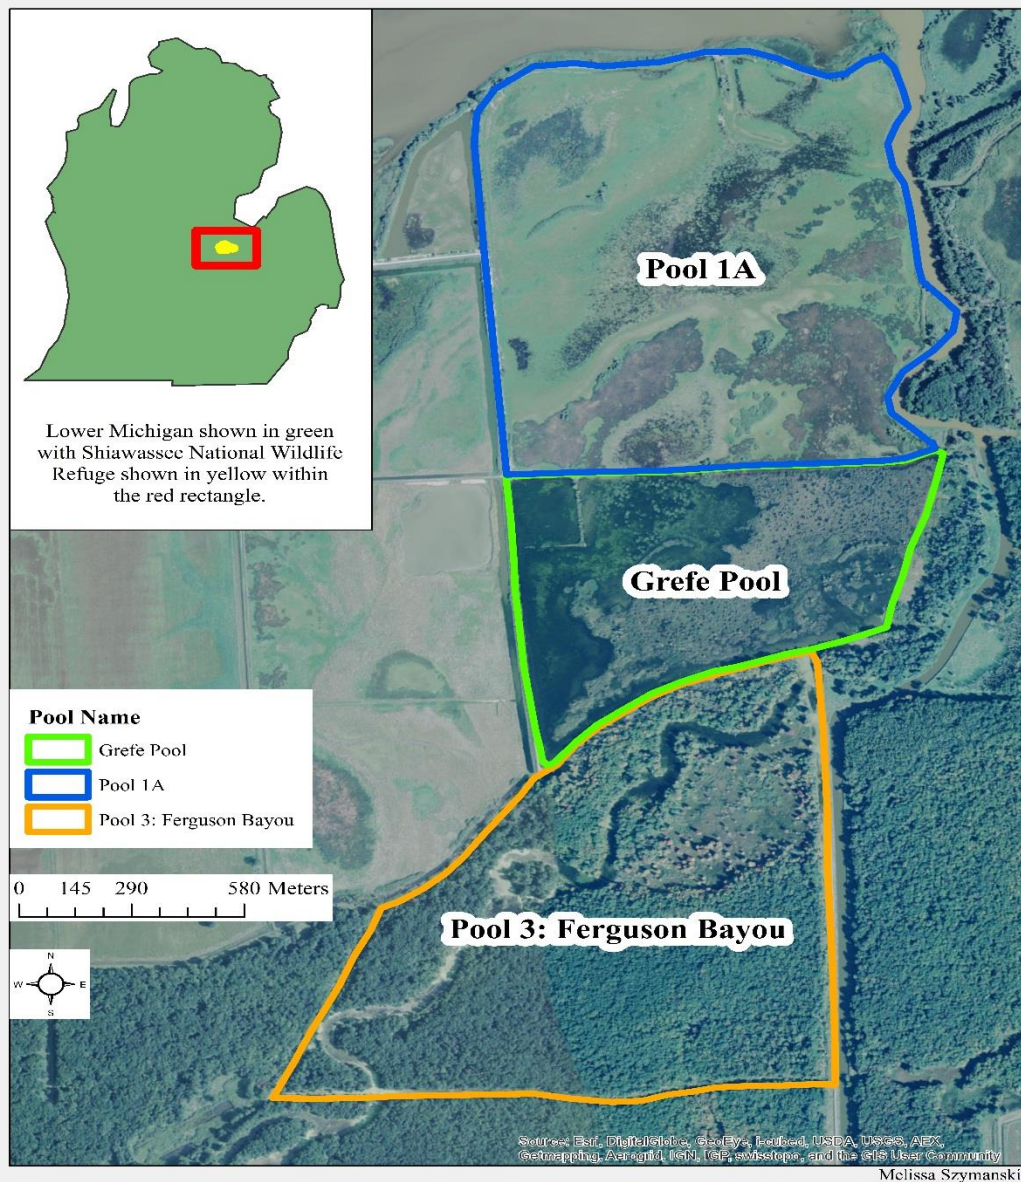 Lower Michigan shown in green
with Shiawassee National Wildlife
Refuge shown in yellow within
the red rectangle.
Pool 1A
Grefe Pool
Pool Name
Grefe Pool
Pool 1A
Pool 3: Ferguson Bayou
0 145 290 580 Meters
Pool 3: Ferguson Bayou
N
W E
S
Source: Esri, DigitalGlobe, GeoEye, i-cubed, USDA, USGS, AEX,
Getmapping, Aerogrid, IGN, IGP, swisstopo, and the GIS User Community
Melissa Szymanski